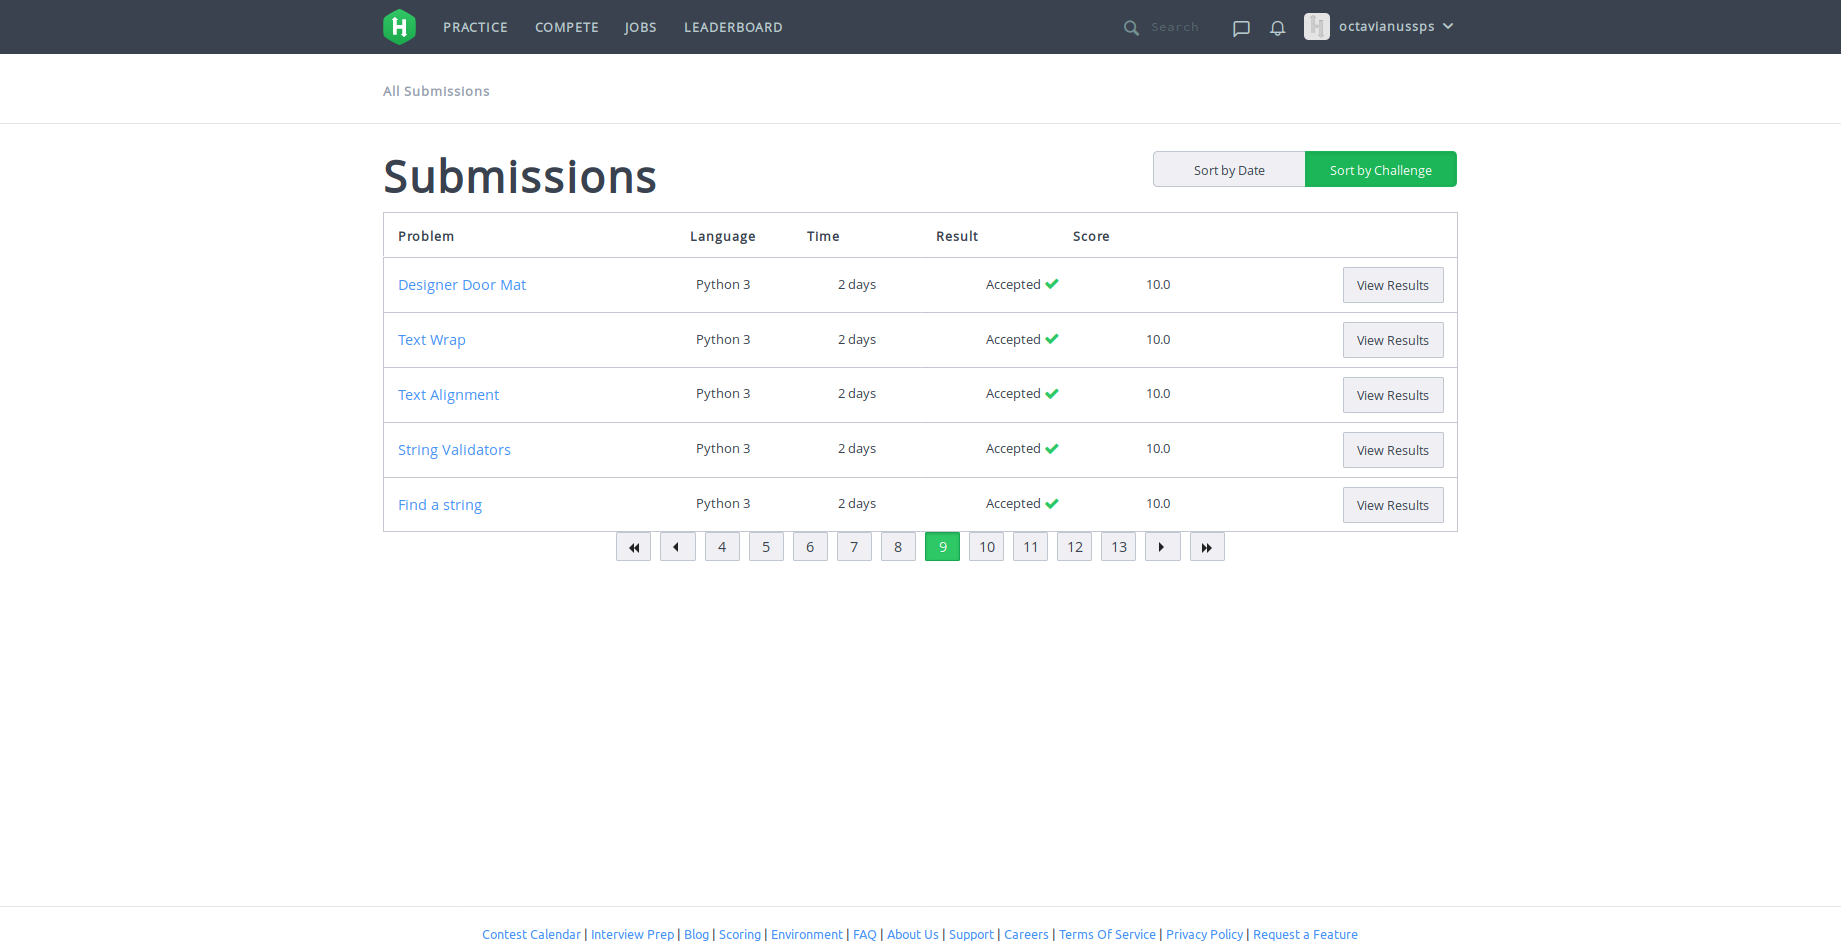 H PRACTICE COMPETE JOBS LEADERBOARD Search octavianussps
All Submissions
Submissions Sort by Date Sort by Challenge
Problem Language Time Result Score
Designer Door Mat Python 3 2 days Accepted 10.0 View Results
Text Wrap Python 3 2 days Accepted 10.0 View Results
Text Alignment Python 3 2 days Accepted 10.0 View Results
String Validators Python 3 2 days Accepted 10.0 View Results
Find a string Python 3 2 days Accepted 10.0 View Results
4 5 6 7 8 9 10 11 12 13
Contest Calendar | Interview Prep | Blog | Scoring | Environment | FAQ | About Us | Support | Careers | Terms Of Service | Privacy Policy | Request a Feature